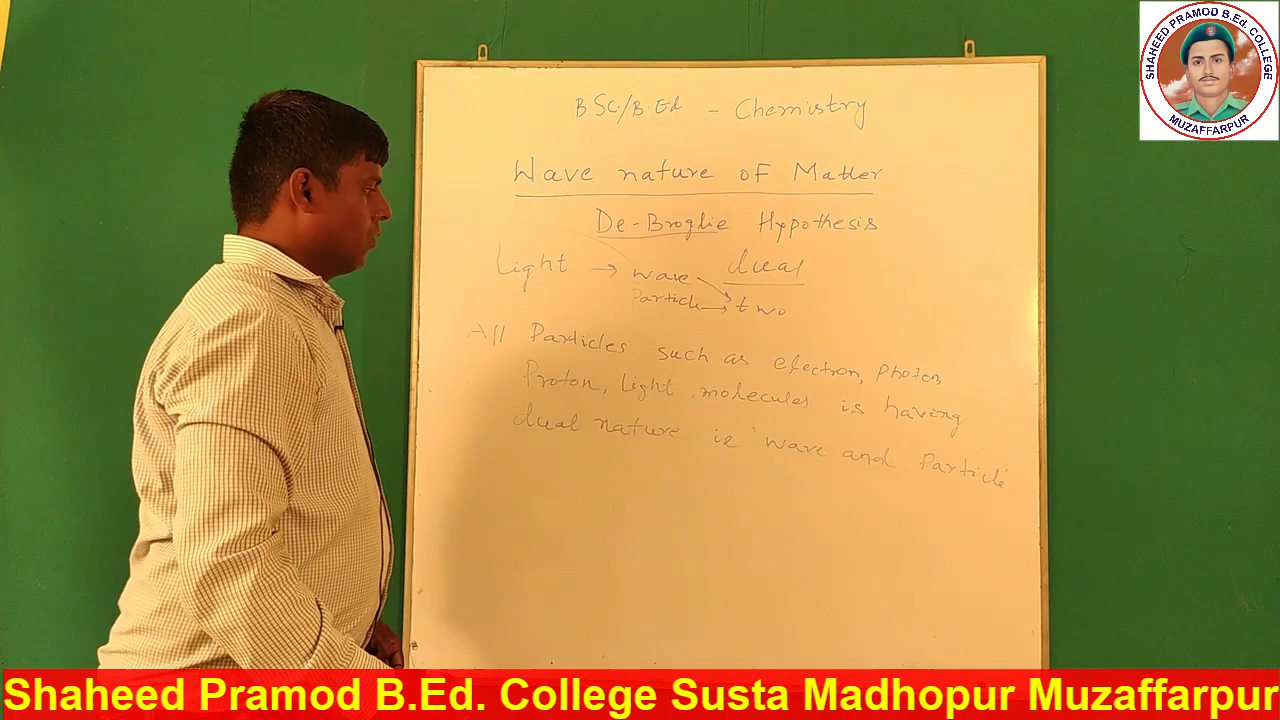 SHAHEED PRAMOD B.Ed. COLLEGE
MUZAFFARPUR
B Sc./B.Ed - Chemistry
Wave nature of Matter
De-Broglie Hypothesis
Light → wave dual
Particle → two
All Particles such as electron, Photon,
Proton, Light, molecules is having
dual nature ie wave and Particle
Shaheed Pramod B.Ed. College Susta Madhopur Muzaffarpur